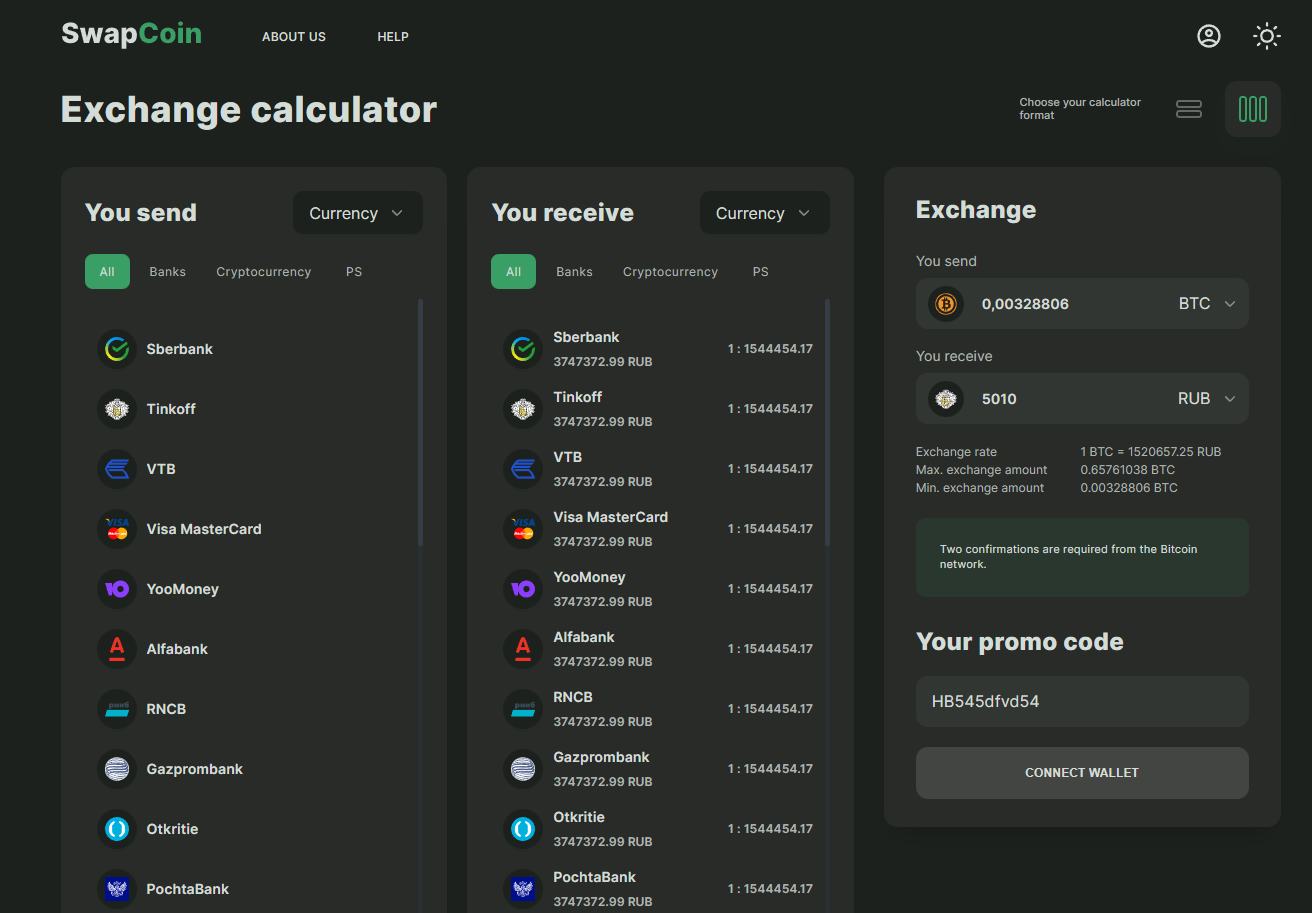 SwapCoin
ABOUT US
HELP
Exchange calculator
Choose your calculator
format
You send
Currency
All
Banks
Cryptocurrency
PS
Sberbank
Tinkoff
VTB
VISA
Visa MasterCard
YooMoney
Alfabank
RNCB
Gazprombank
Otkritie
PochtaBank
You receive
Currency
All
Banks
Cryptocurrency
PS
Sberbank
3747372.99 RUB
1 : 1544454.17
Tinkoff
3747372.99 RUB
1 : 1544454.17
VTB
3747372.99 RUB
1 : 1544454.17
VISA
Visa MasterCard
3747372.99 RUB
1 : 1544454.17
YooMoney
3747372.99 RUB
1 : 1544454.17
Alfabank
3747372.99 RUB
1 : 1544454.17
RNCB
3747372.99 RUB
1 : 1544454.17
Gazprombank
3747372.99 RUB
1 : 1544454.17
Otkritie
3747372.99 RUB
1 : 1544454.17
PochtaBank
3747372.99 RUB
1 : 1544454.17
Exchange
You send
0,00328806
BTC
You receive
5010
RUB
Exchange rate
1 BTC = 1520657.25 RUB
Max. exchange amount
0.65761038 BTC
Min. exchange amount
0.00328806 BTC
Two confirmations are required from the Bitcoin
network.
Your promo code
HB545dfvd54
CONNECT WALLET